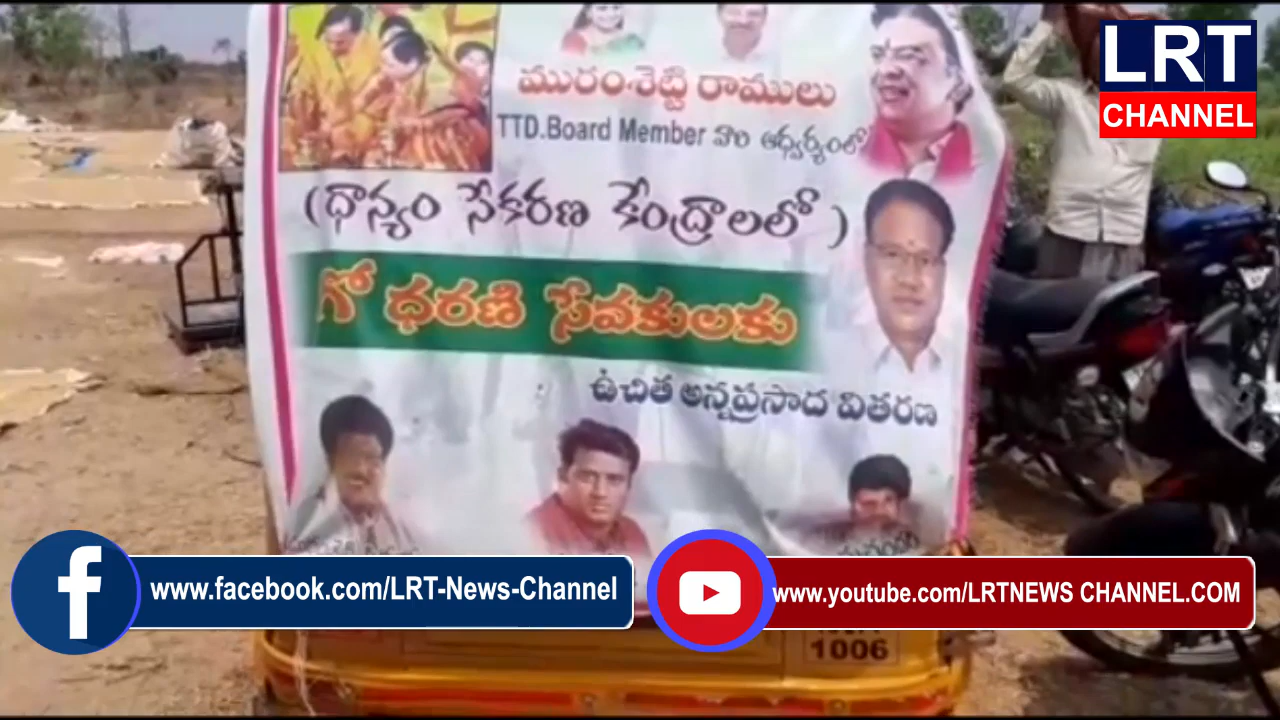 LRT
CHANNEL
మురంశెట్టి రాములు
TTD.Board Member వారి ఆధ్వర్యంలో
(ధాన్యం సేకరణ కేంద్రాలలో)
గో ధరణి సేవకులకు
ఉచిత అన్నప్రసాద వితరణ
www.facebook.com/LRT-News-Channel
www.youtube.com/LRTNEWS CHANNEL.COM
1006